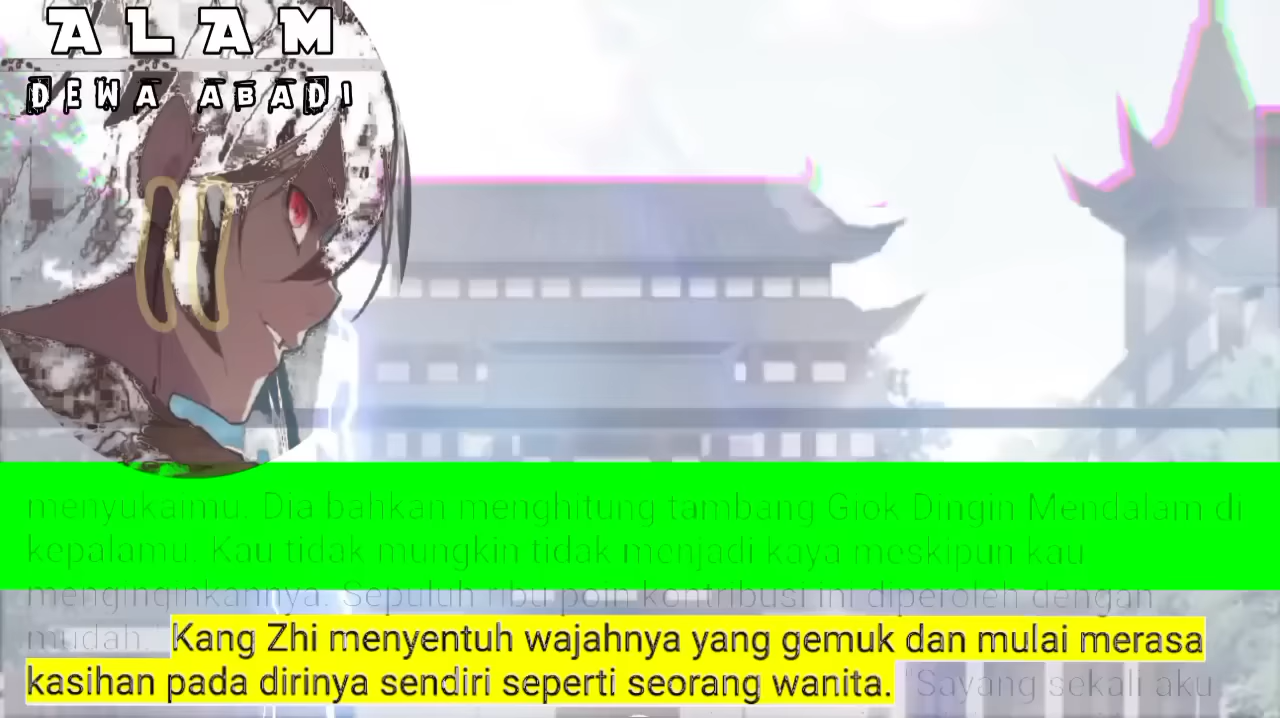 ALAM
DEWA ABADI
menyukaimu. Dia bahkan menghitung tambang Giok Dingin Mendalam di
kepalamu. Kau tidak mungkin tidak menjadi kaya meskipun kau
menginginkannya. Sepuluh ribu poin kontribusi ini diperoleh dengan
mudah." Kang Zhi menyentuh wajahnya yang gemuk dan mulai merasa
kasihan pada dirinya sendiri seperti seorang wanita. "Sayang sekali aku